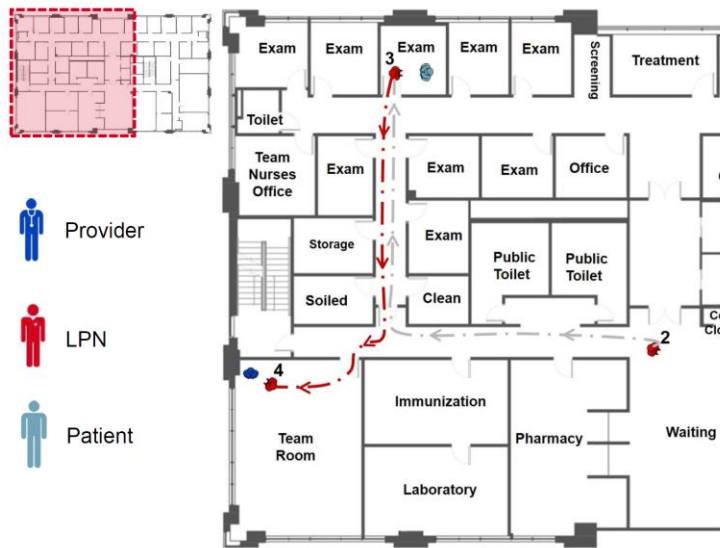 Exam
Exam
Exam
Exam
Exam
Screening
Treatment
3
Toilet
Team
Nurses
Office
Exam
Exam
Exam
Office
Provider
Storage
Exam
Public
Toilet
Public
Toilet
Soiled
Clean
LPN
2
4
Immunization
Patient
Team
Room
Pharmacy
Waiting
Laboratory